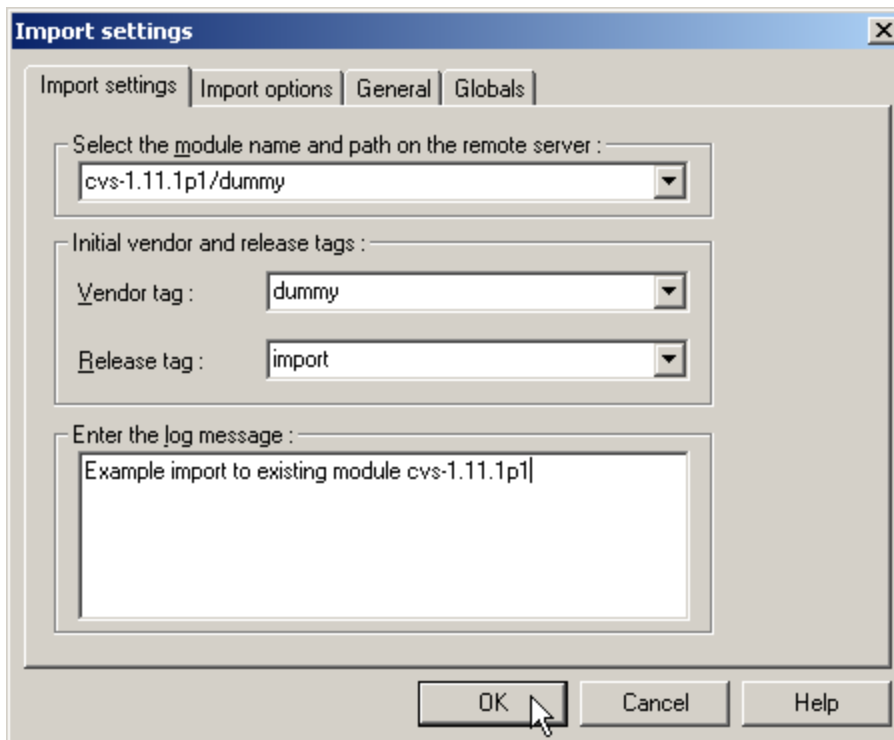 Import settings
Import settings Import options General Globals
Select the module name and path on the remote server :
cvs-1.11.1p1/dummy
Initial vendor and release tags :
Vendor tag : dummy
Release tag : import
Enter the log message :
Example import to existing module cvs-1.11.1p1
OK Cancel Help